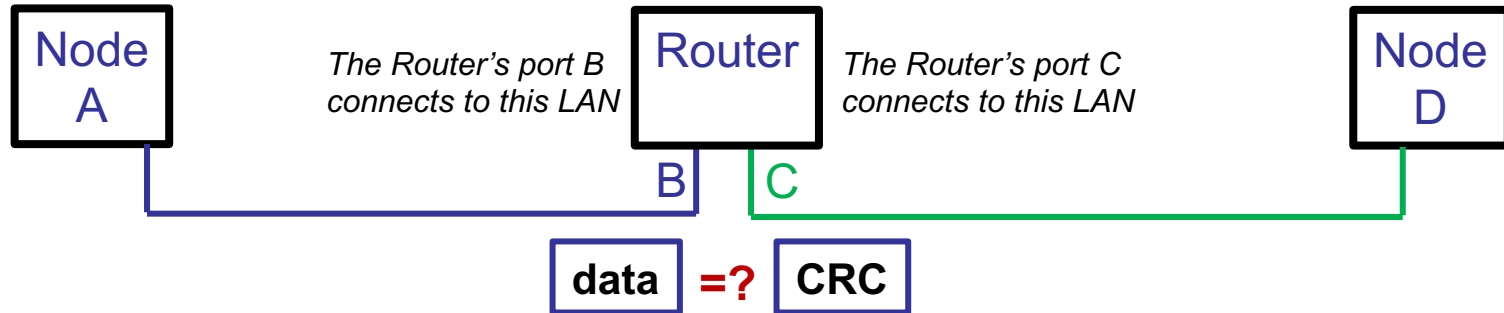 Node
A
The Router's port B
connects to this LAN
Router
The Router's port C
connects to this LAN
Node
D
B
C
data =? CRC